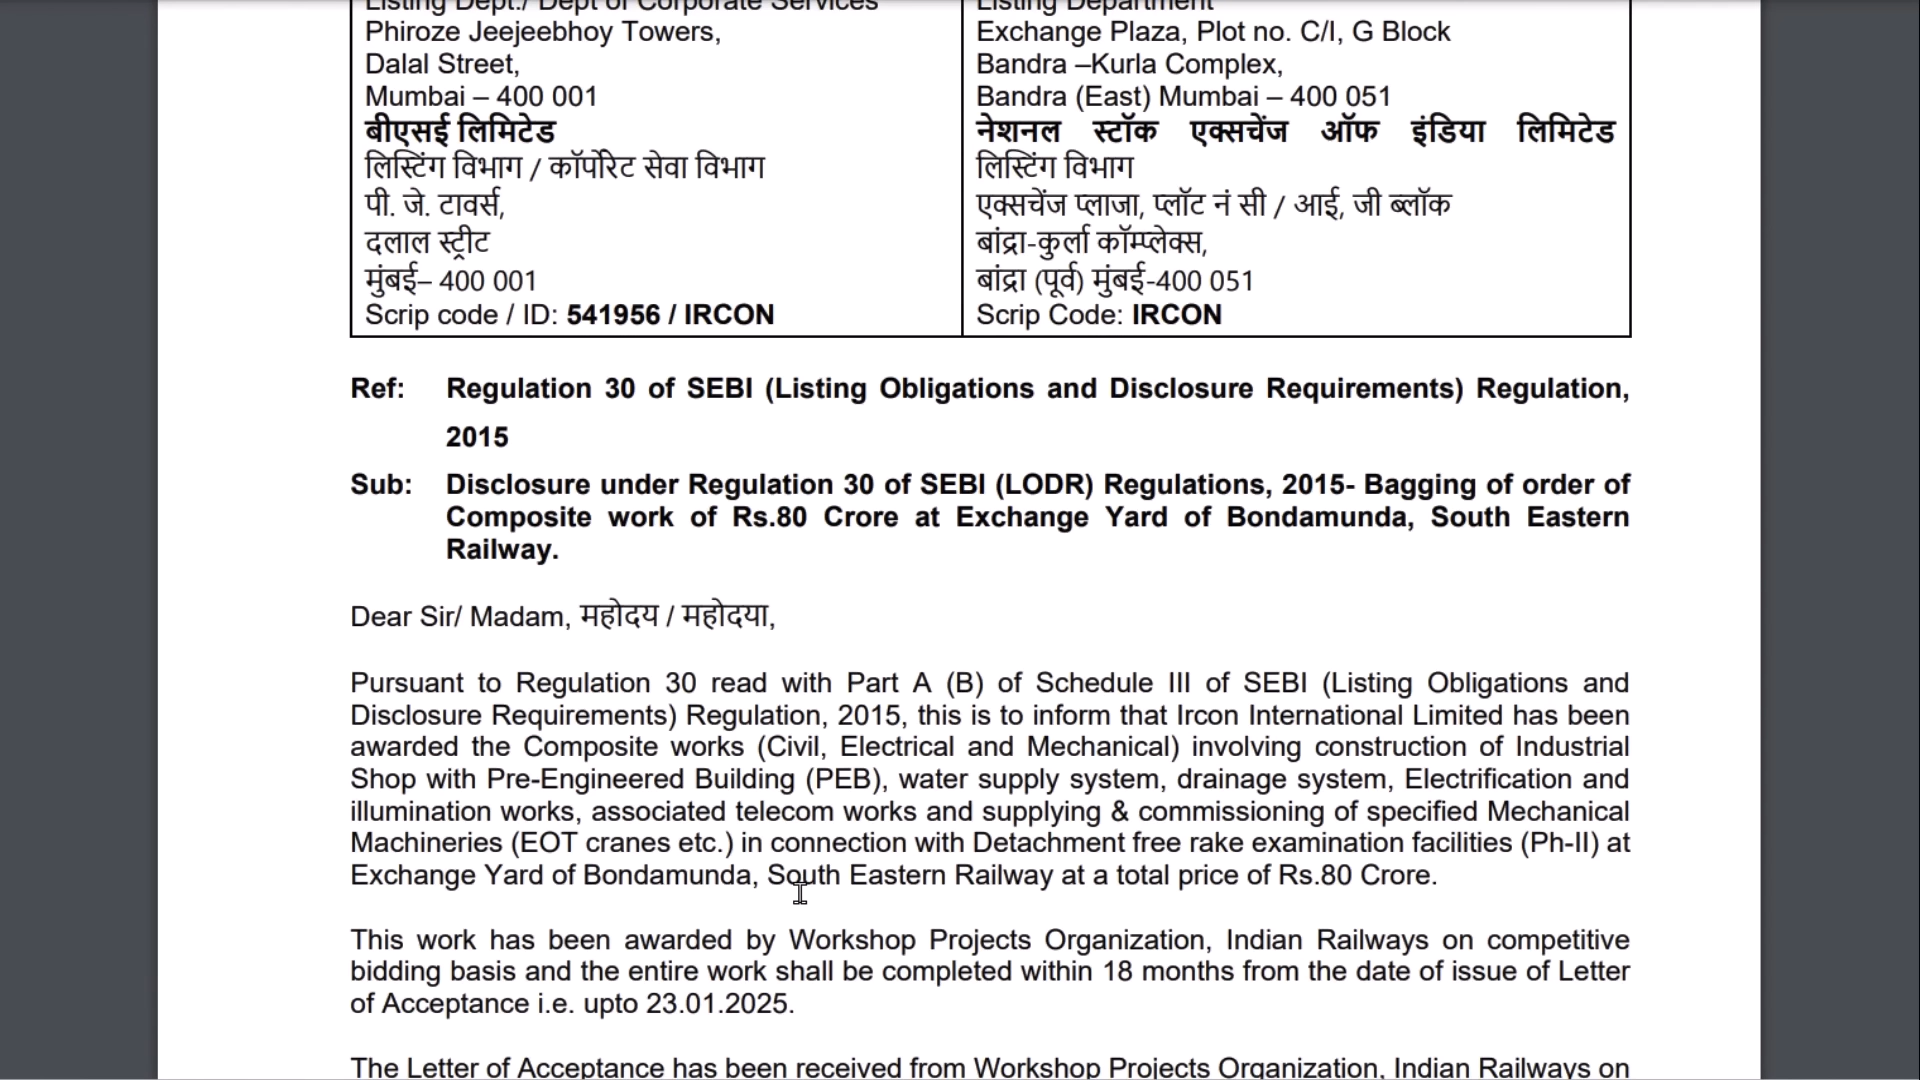 Listing Dept./ Dept of Corporate Services
Phiroze Jeejeebhoy Towers,
Dalal Street,
Mumbai – 400 001
बीएसई लिमिटेड
लिस्टिंग विभाग / कॉर्पोरेट सेवा विभाग
पी. जे. टावर्स,
दलाल स्ट्रीट
मुंबई– 400 001
Scrip code / ID: 541956 / IRCON
Listing Department
Exchange Plaza, Plot no. C/I, G Block
Bandra –Kurla Complex,
Bandra (East) Mumbai – 400 051
नेशनल स्टॉक एक्सचेंज ऑफ इंडिया लिमिटेड
लिस्टिंग विभाग
एक्सचेंज प्लाजा, प्लॉट नं सी / आई, जी ब्लॉक
बांद्रा-कुर्ला कॉम्प्लेक्स,
बांद्रा (पूर्व) मुंबई-400 051
Scrip Code: IRCON
Ref: Regulation 30 of SEBI (Listing Obligations and Disclosure Requirements) Regulation,
2015
Sub: Disclosure under Regulation 30 of SEBI (LODR) Regulations, 2015- Bagging of order of
Composite work of Rs.80 Crore at Exchange Yard of Bondamunda, South Eastern
Railway.
Dear Sir/ Madam, महोदय / महोदया,
Pursuant to Regulation 30 read with Part A (B) of Schedule III of SEBI (Listing Obligations and
Disclosure Requirements) Regulation, 2015, this is to inform that Ircon International Limited has been
awarded the Composite works (Civil, Electrical and Mechanical) involving construction of Industrial
Shop with Pre-Engineered Building (PEB), water supply system, drainage system, Electrification and
illumination works, associated telecom works and supplying & commissioning of specified Mechanical
Machineries (EOT cranes etc.) in connection with Detachment free rake examination facilities (Ph-II) at
Exchange Yard of Bondamunda, South Eastern Railway at a total price of Rs.80 Crore.
This work has been awarded by Workshop Projects Organization, Indian Railways on competitive
bidding basis and the entire work shall be completed within 18 months from the date of issue of Letter
of Acceptance i.e. upto 23.01.2025.
The Letter of Acceptance has been received from Workshop Projects Organization, Indian Railways on